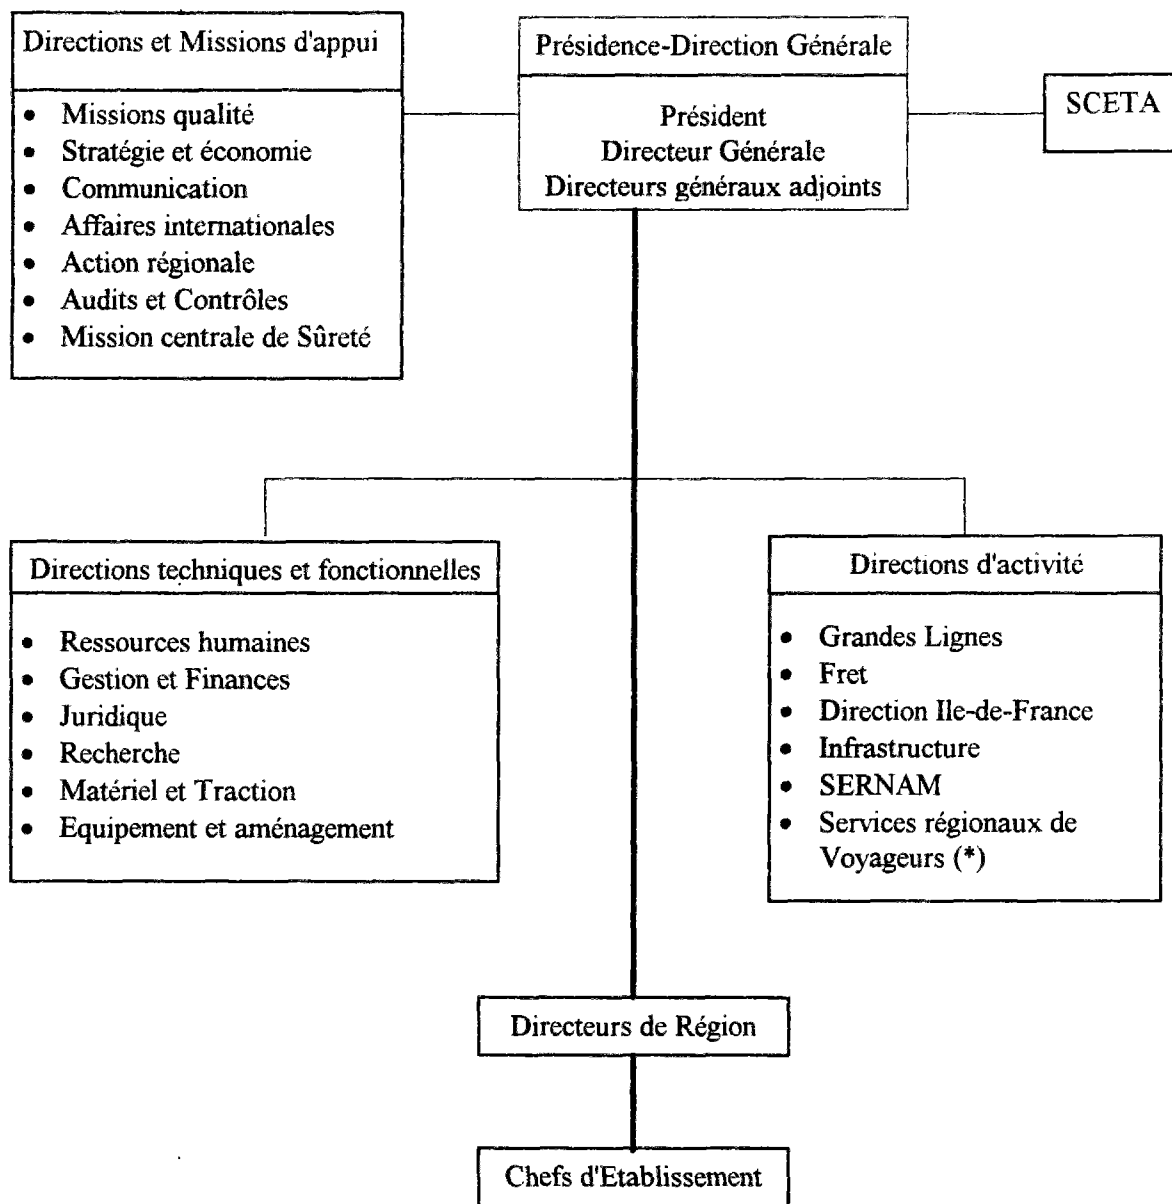 Directions et Missions d'appui
• Missions qualité
• Stratégie et économie
• Communication
• Affaires internationales
• Action régionale
• Audits et Contrôles
• Mission centrale de Sûreté
Présidence-Direction Générale
Président
Directeur Générale
Directeurs généraux adjoints
SCETA
Directions techniques et fonctionnelles
• Ressources humaines
• Gestion et Finances
• Juridique
• Recherche
• Matériel et Traction
• Equipement et aménagement
Directions d'activité
• Grandes Lignes
• Fret
• Direction Ile-de-France
• Infrastructure
• SERNAM
• Services régionaux de
Voyageurs (*)
Directeurs de Région
Chefs d'Etablissement